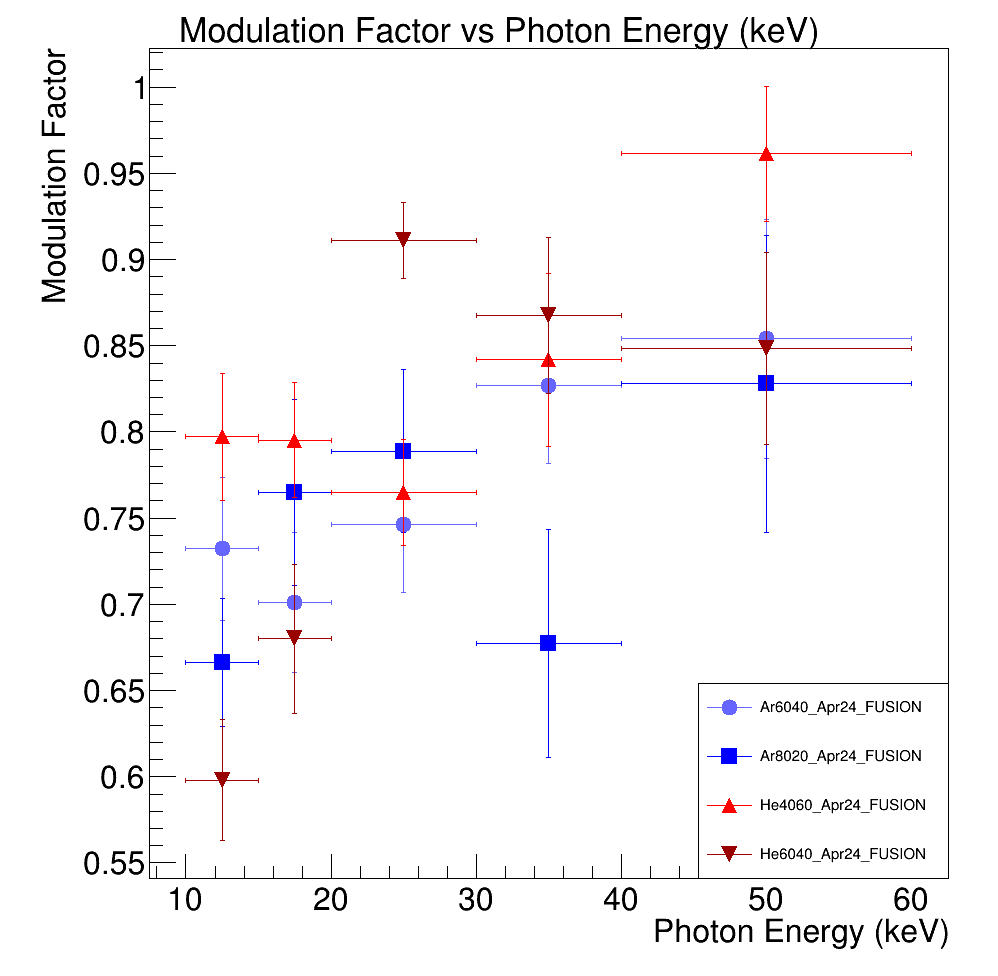 Modulation Factor vs Photon Energy (keV)
Modulation Factor
1
0.95
0.9
0.85
0.8
0.75
0.7
0.65
0.6
0.55
Ar6040_Apr24_FUSION
Ar8020_Apr24_FUSION
He4060_Apr24_FUSION
He6040_Apr24_FUSION
10 20 30 40 50 60
Photon Energy (keV)